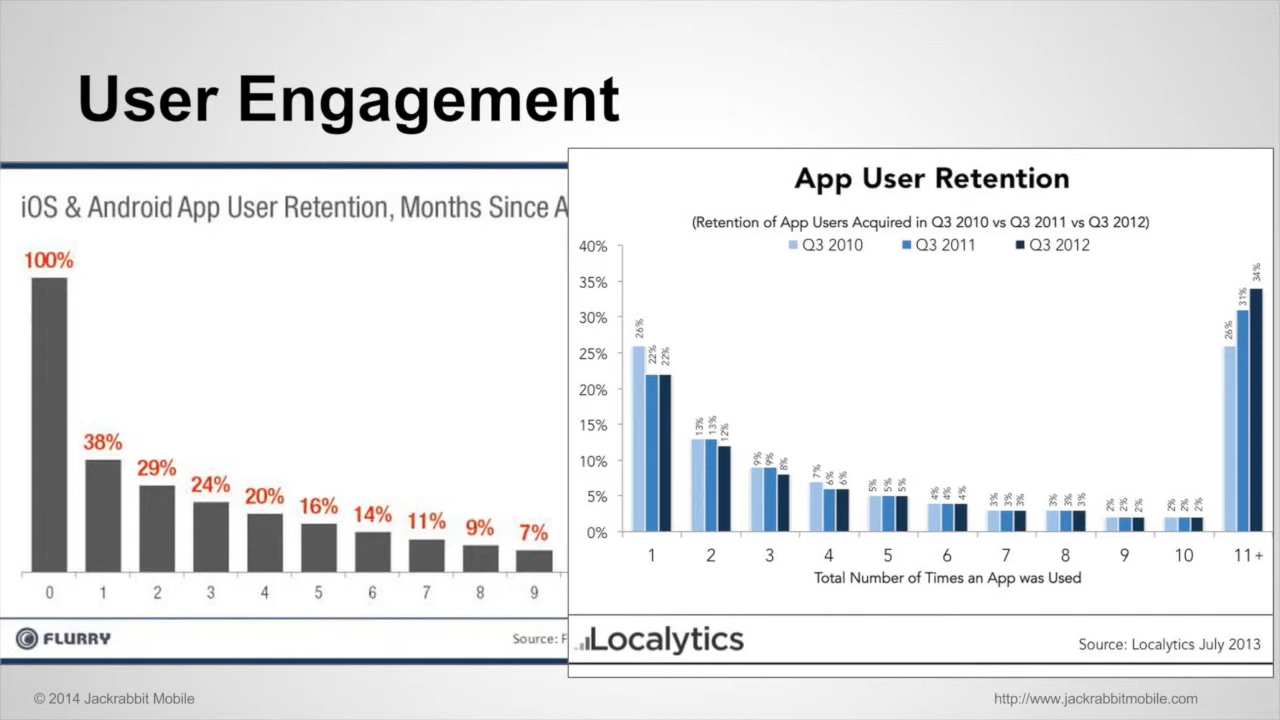 User Engagement
iOS & Android App User Retention, Months Since A
100%
38%
29%
24%
20%
16%
14%
11%
9%
7%
0 1 2 3 4 5 6 7 8 9
FLURRY
Source: F
App User Retention
(Retention of App Users Acquired in Q3 2010 vs Q3 2011 vs Q3 2012)
Q3 2010 Q3 2011 Q3 2012
40%
35%
30%
25%
20%
15%
10%
5%
0%
26% 22% 22%
13% 13% 12%
9% 9% 8%
7% 6% 6%
5% 5% 5%
4% 4% 4%
3% 3% 3%
3% 3% 3%
2% 2% 2%
2% 2% 2%
26% 31% 34%
1 2 3 4 5 6 7 8 9 10 11+
Total Number of Times an App was Used
Localytics
Source: Localytics July 2013
© 2014 Jackrabbit Mobile
http://www.jackrabbitmobile.com